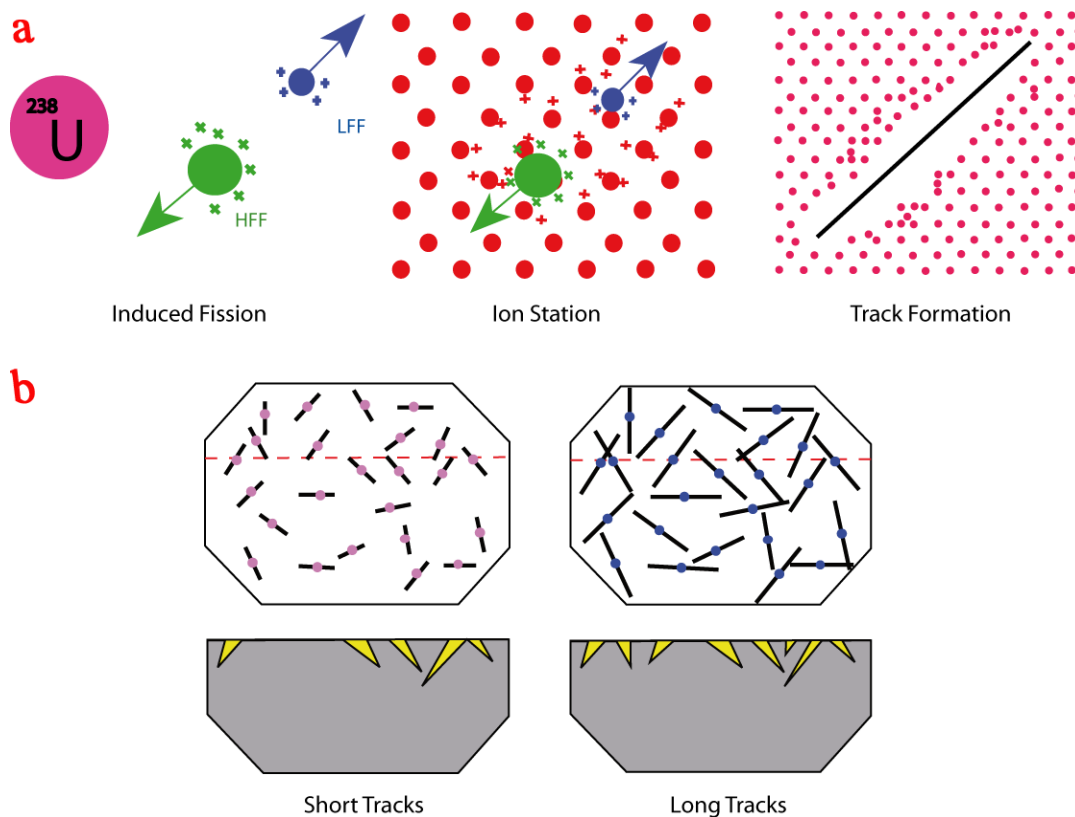 a
238
U
LFF
HFF
Induced Fission
Ion Station
Track Formation
b
Short Tracks
Long Tracks